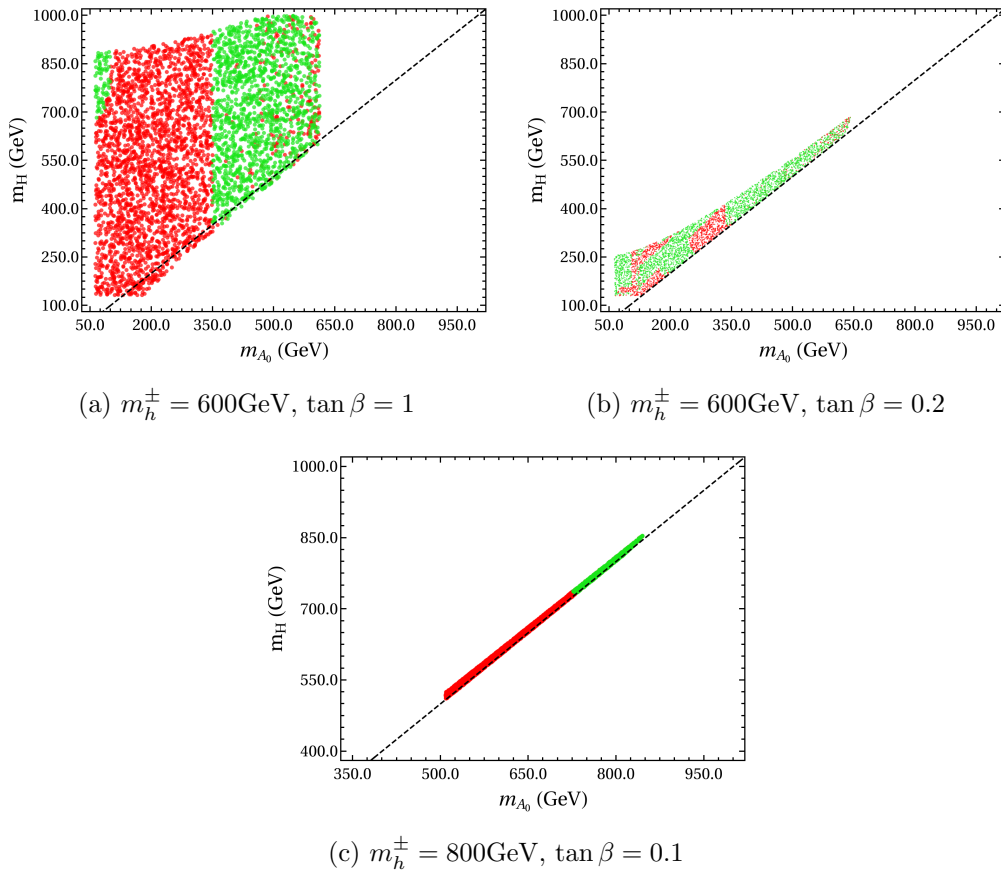 1000.0
850.0
700.0
550.0
400.0
250.0
100.0
m_H (GeV)
50.0 200.0 350.0 500.0 650.0 800.0 950.0
m_{A_0} (GeV)
(a) m_h^± = 600GeV, tan β = 1
1000.0
850.0
700.0
550.0
400.0
250.0
100.0
m_H (GeV)
50.0 200.0 350.0 500.0 650.0 800.0 950.0
m_{A_0} (GeV)
(b) m_h^± = 600GeV, tan β = 0.2
1000.0
850.0
700.0
550.0
400.0
m_H (GeV)
350.0 500.0 650.0 800.0 950.0
m_{A_0} (GeV)
(c) m_h^± = 800GeV, tan β = 0.1